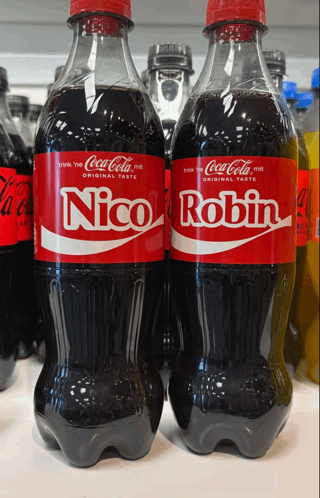 trink 'ne Coca-Cola mit
ORIGINAL TASTE
Nico
trink 'ne Coca-Cola mit
ORIGINAL TASTE
Robin